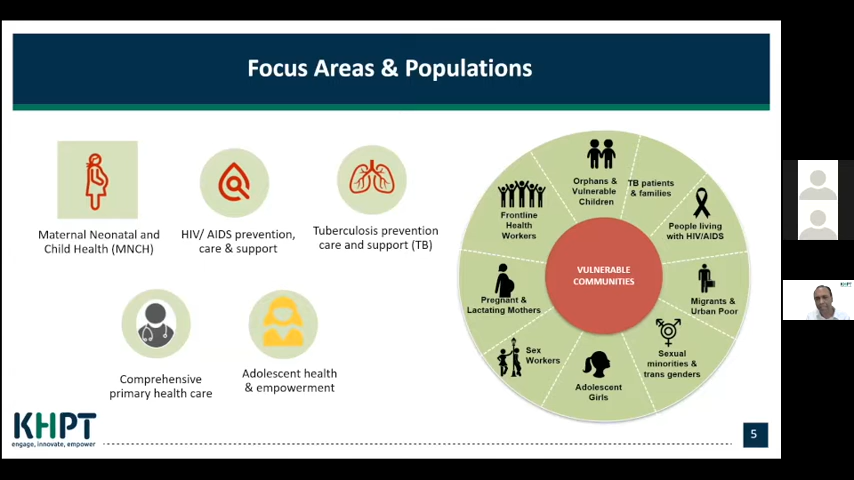 Focus Areas & Populations
Maternal Neonatal and
Child Health (MNCH)
HIV/ AIDS prevention,
care & support
Tuberculosis prevention
care and support (TB)
Comprehensive
primary health care
Adolescent health
& empowerment
VULNERABLE
COMMUNITIES
Orphans &
Vulnerable
Children
TB patients
& families
People living
with HIV/AIDS
Migrants &
Urban Poor
Sexual
minorities &
trans genders
Adolescent
Girls
Sex
Workers
Pregnant &
Lactating Mothers
Frontline
Health
Workers
KHPT
engage, innovate, empower
5
KHPT